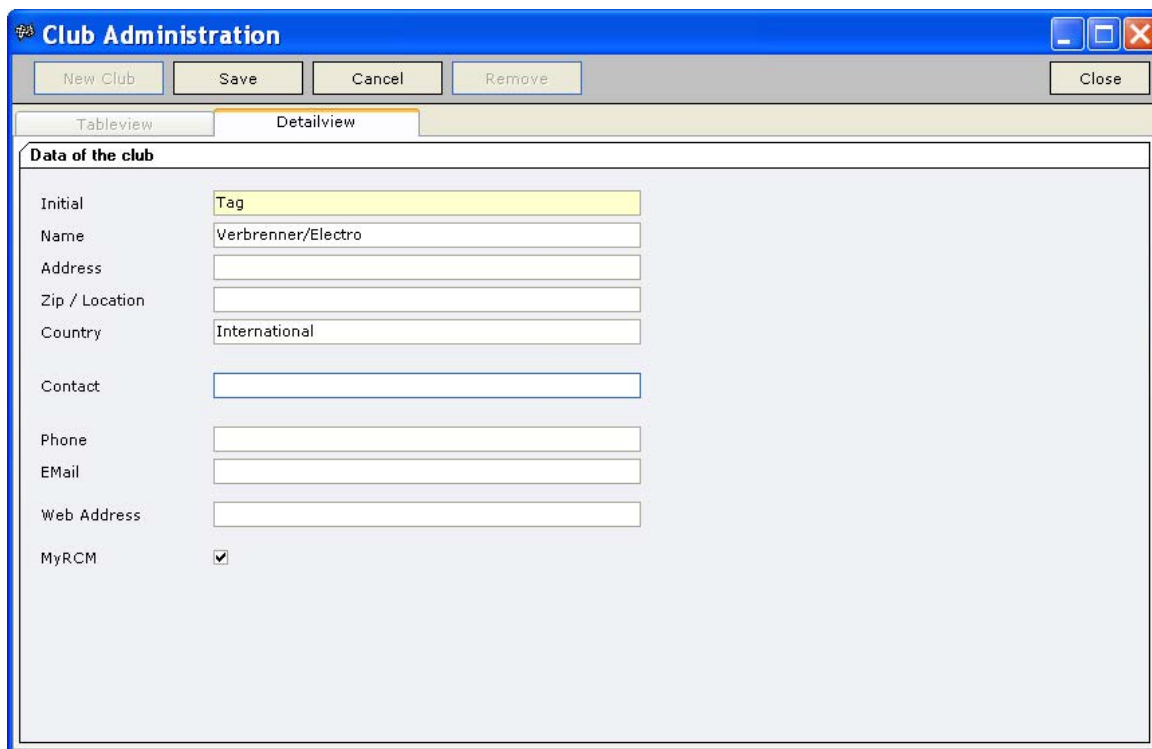 Club Administration
New Club Save Cancel Remove Close
Tableview Detailview
Data of the club
Initial Tag
Name Verbrenner/Electro
Address
Zip / Location
Country International
Contact
Phone
EMail
Web Address
MyRCM